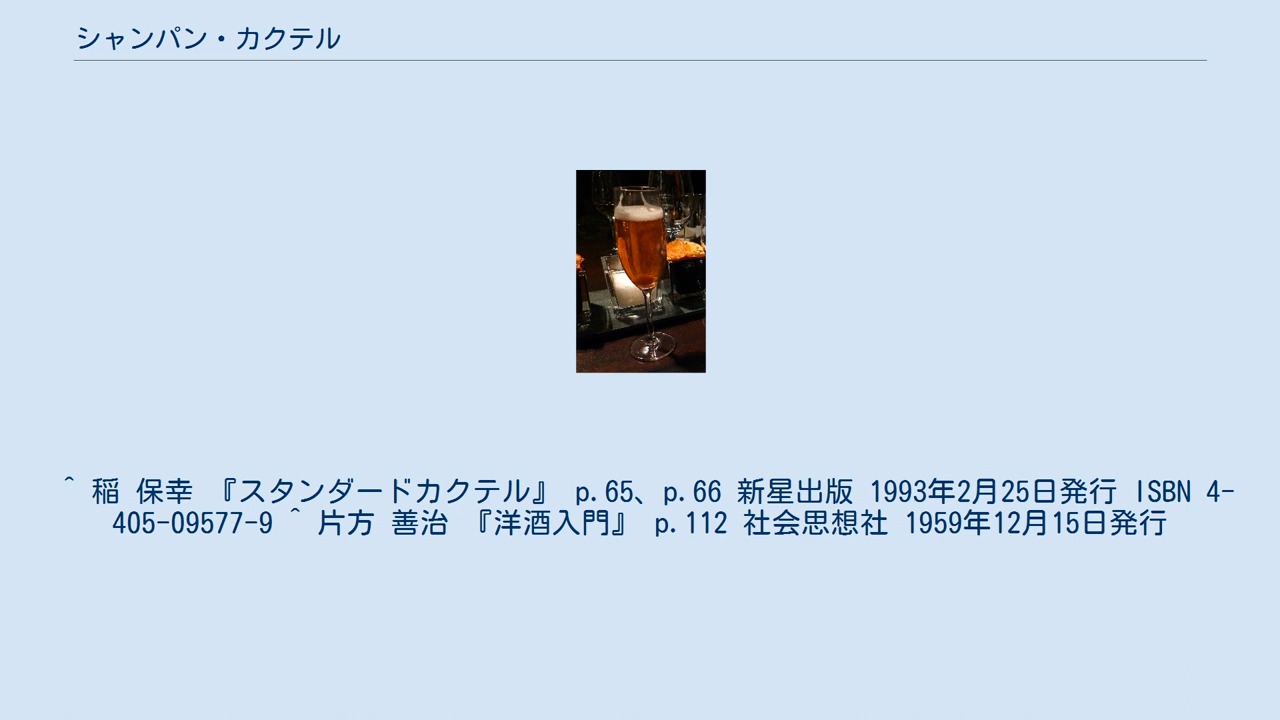 シャンパン・カクテル
^ 稲 保幸 『スタンダードカクテル』 p.65、p.66 新星出版 1993年2月25日発行 ISBN 4-
405-09577-9 ^ 片方 善治 『洋酒入門』 p.112 社会思想社 1959年12月15日発行